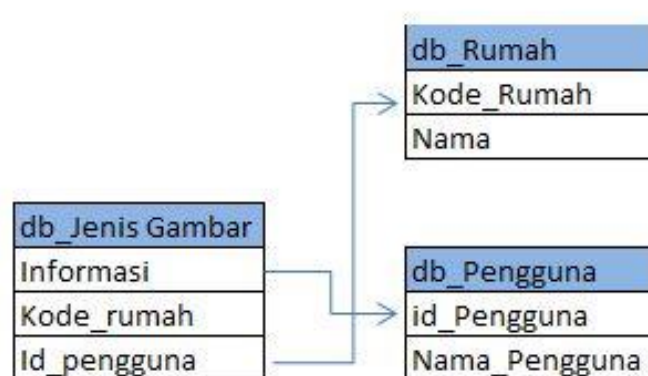 db_Rumah
Kode_Rumah
Nama
db_Jenis Gambar
Informasi
Kode_rumah
Id_pengguna
db_Pengguna
id_Pengguna
Nama_Pengguna